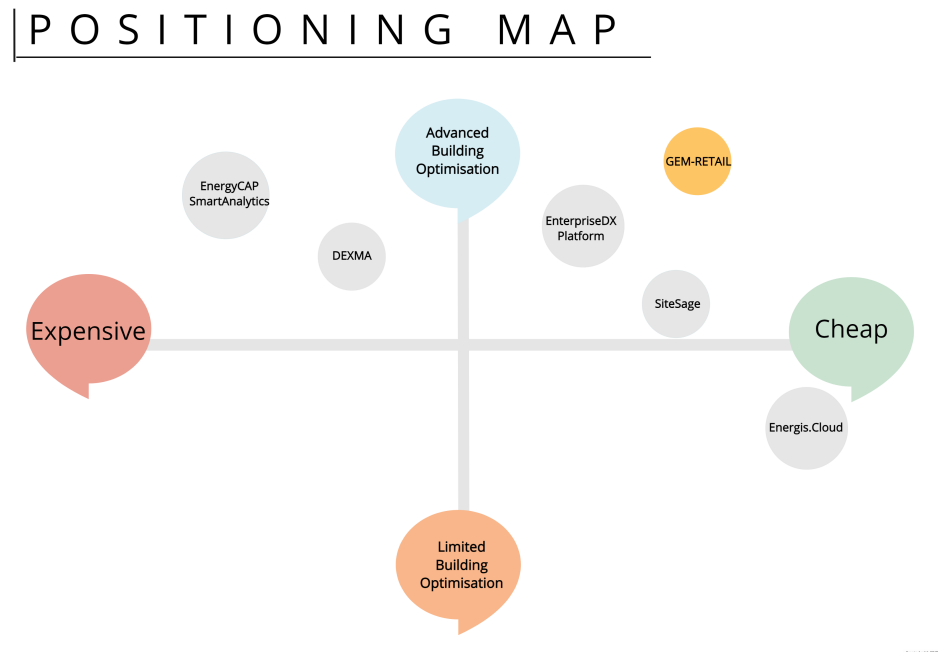 POSITIONING MAP
Advanced
Building
Optimisation
GEM-RETAIL
EnergyCAP
SmartAnalytics
EnterpriseDX
Platform
DEXMA
SiteSage
Expensive
Cheap
Energis.Cloud
Limited
Building
Optimisation